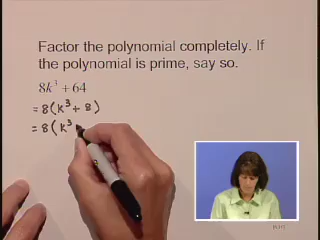 Factor the polynomial completely. If
the polynomial is prime, say so.
8k³ + 64
= 8(k³ + 8)
= 8(k³